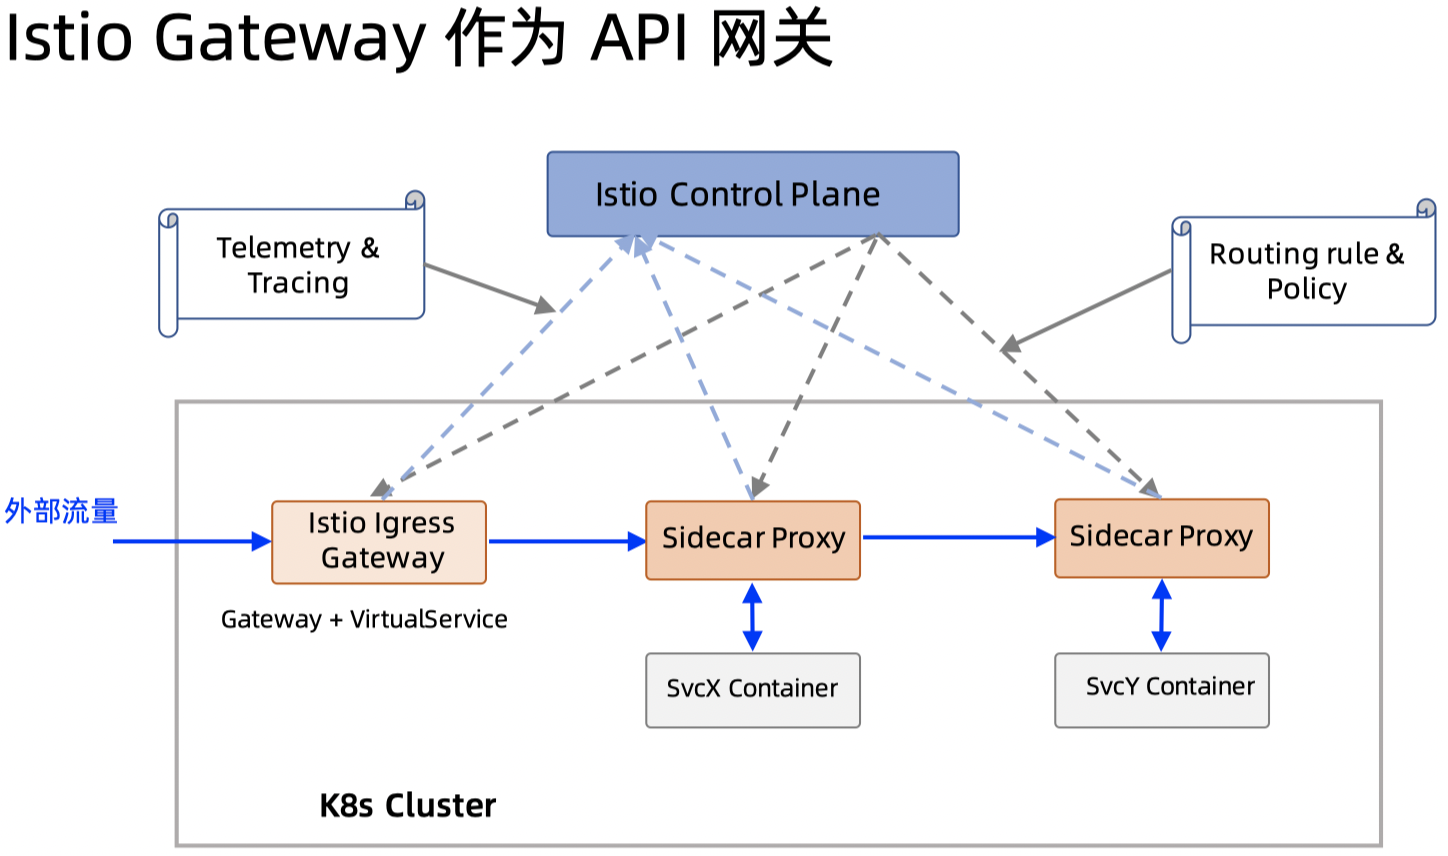 Istio Gateway 作为 API 网关
Istio Control Plane
Telemetry &
Tracing
Routing rule &
Policy
外部流量
Istio Igress
Gateway
Sidecar Proxy
Sidecar Proxy
Gateway + VirtualService
SvcX Container
SvcY Container
K8s Cluster